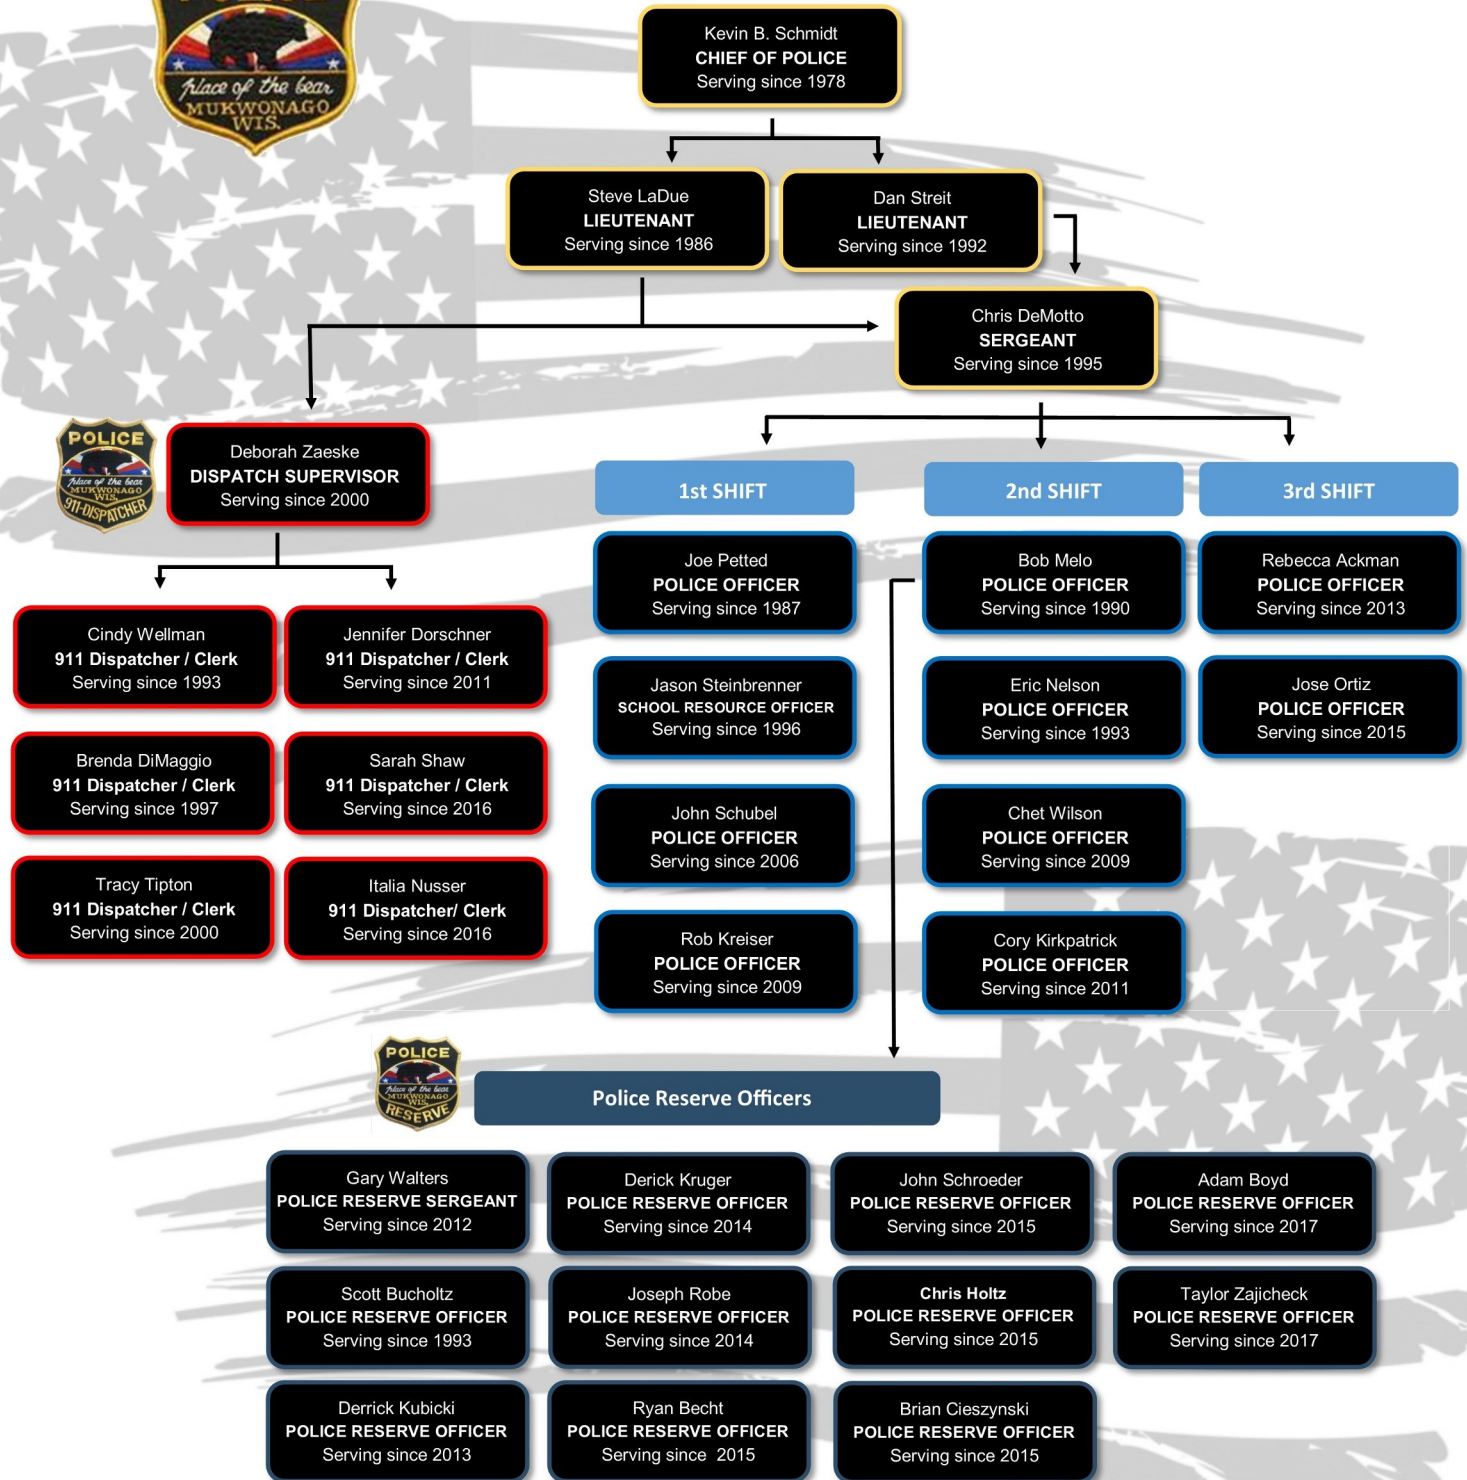 place of the bear
MUKWONAGO
WIS.
Kevin B. Schmidt
CHIEF OF POLICE
Serving since 1978
Steve LaDue
LIEUTENANT
Serving since 1986
Dan Streit
LIEUTENANT
Serving since 1992
Chris DeMotto
SERGEANT
Serving since 1995
POLICE
place of the bear
MUKWONAGO
WIS.
911-DISPATCHER
Deborah Zaeske
DISPATCH SUPERVISOR
Serving since 2000
Cindy Wellman
911 Dispatcher / Clerk
Serving since 1993
Jennifer Dorschner
911 Dispatcher / Clerk
Serving since 2011
Brenda DiMaggio
911 Dispatcher / Clerk
Serving since 1997
Sarah Shaw
911 Dispatcher / Clerk
Serving since 2016
Tracy Tipton
911 Dispatcher / Clerk
Serving since 2000
Italia Nusser
911 Dispatcher/ Clerk
Serving since 2016
1st SHIFT
Joe Petted
POLICE OFFICER
Serving since 1987
Jason Steinbrenner
SCHOOL RESOURCE OFFICER
Serving since 1996
John Schubel
POLICE OFFICER
Serving since 2006
Rob Kreiser
POLICE OFFICER
Serving since 2009
2nd SHIFT
Bob Melo
POLICE OFFICER
Serving since 1990
Eric Nelson
POLICE OFFICER
Serving since 1993
Chet Wilson
POLICE OFFICER
Serving since 2009
Cory Kirkpatrick
POLICE OFFICER
Serving since 2011
3rd SHIFT
Rebecca Ackman
POLICE OFFICER
Serving since 2013
Jose Ortiz
POLICE OFFICER
Serving since 2015
POLICE
place of the bear
MUKWONAGO
WIS.
RESERVE
Police Reserve Officers
Gary Walters
POLICE RESERVE SERGEANT
Serving since 2012
Derick Kruger
POLICE RESERVE OFFICER
Serving since 2014
John Schroeder
POLICE RESERVE OFFICER
Serving since 2015
Adam Boyd
POLICE RESERVE OFFICER
Serving since 2017
Scott Bucholtz
POLICE RESERVE OFFICER
Serving since 1993
Joseph Robe
POLICE RESERVE OFFICER
Serving since 2014
Chris Holtz
POLICE RESERVE OFFICER
Serving since 2015
Taylor Zajicheck
POLICE RESERVE OFFICER
Serving since 2017
Derrick Kubicki
POLICE RESERVE OFFICER
Serving since 2013
Ryan Becht
POLICE RESERVE OFFICER
Serving since 2015
Brian Cieszynski
POLICE RESERVE OFFICER
Serving since 2015